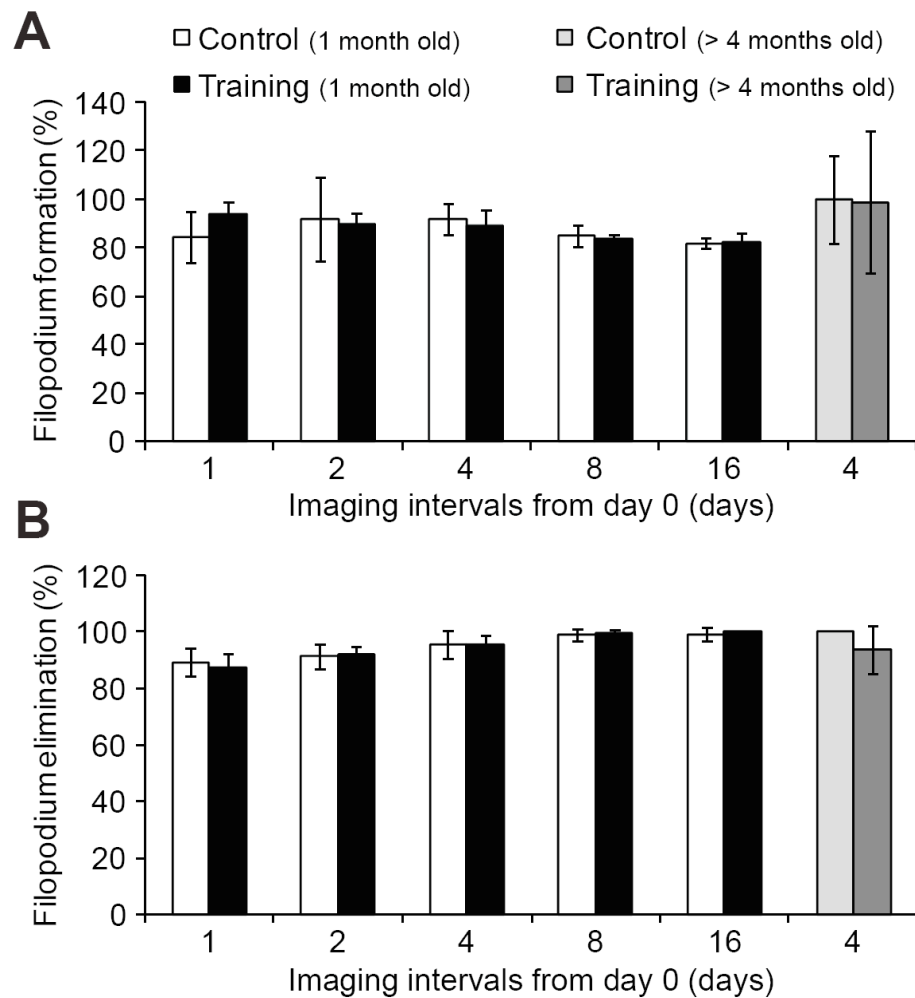 A
Control (1 month old)
Control (> 4 months old)
Training (1 month old)
Training (> 4 months old)
Filopodium formation (%)
140
120
100
80
60
40
20
0
1 2 4 8 16 4
Imaging intervals from day 0 (days)
B
Filopodium elimination (%)
120
100
80
60
40
20
0
1 2 4 8 16 4
Imaging intervals from day 0 (days)